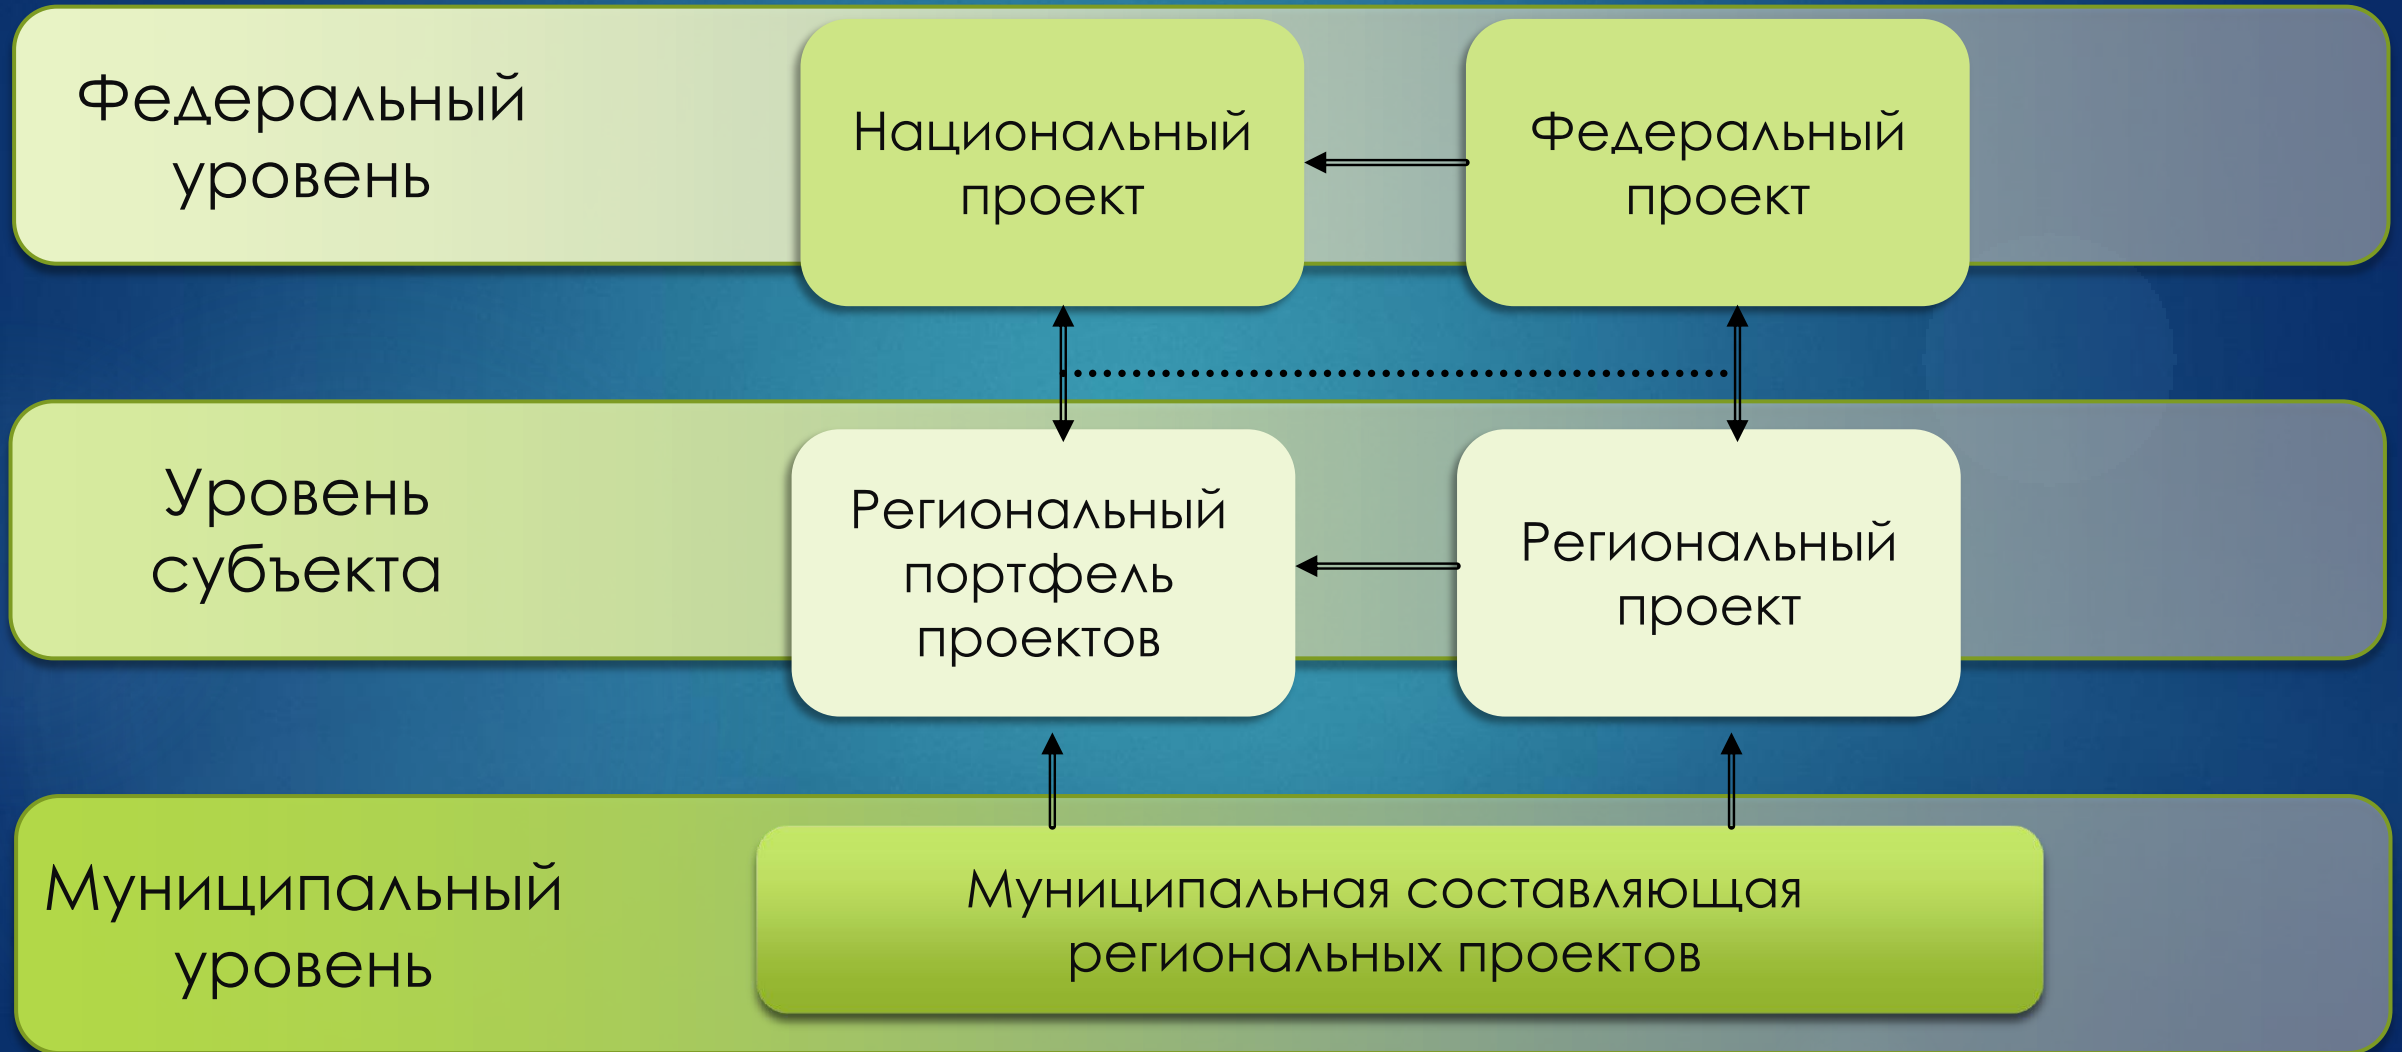 Федеральный
уровень
Национальный
проект
Федеральный
проект
Уровень
субъекта
Региональный
портфель
проектов
Региональный
проект
Муниципальный
уровень
Муниципальная составляющая
региональных проектов